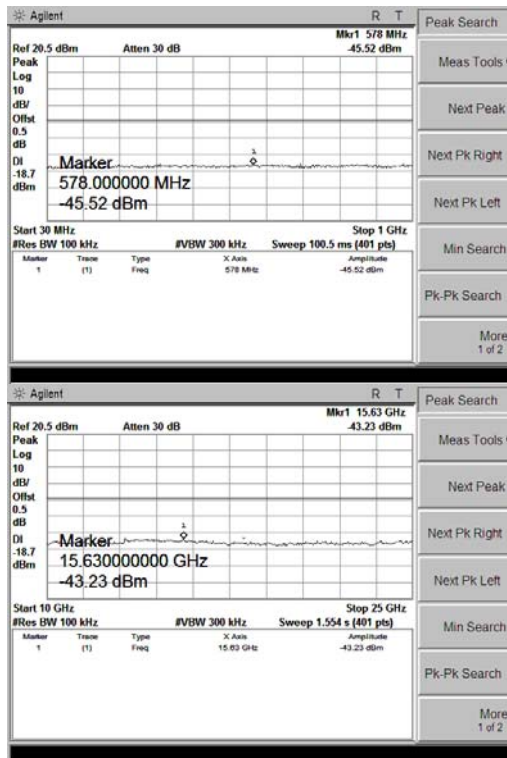 Agilent R T
Mkr1 578 MHz
Ref 20.5 dBm Atten 30 dB -45.52 dBm
Peak
Log
10
dB/
Offst
0.5
dB
DI
-18.7
dBm
1
Marker
578.000000 MHz
-45.52 dBm
Start 30 MHz Stop 1 GHz
#Res BW 100 kHz #VBW 300 kHz Sweep 100.5 ms (401 pts)
Marker Trace Type X Axis Amplitude
1 (1) Freq 578 MHz -45.52 dBm
Peak Search
Meas Tools
Next Peak
Next Pk Right
Next Pk Left
Min Search
Pk-Pk Search
More
1 of 2
Agilent R T
Mkr1 15.63 GHz
Ref 20.5 dBm Atten 30 dB -43.23 dBm
Peak
Log
10
dB/
Offst
0.5
dB
DI
-18.7
dBm
1
Marker
15.630000000 GHz
-43.23 dBm
Start 10 GHz Stop 25 GHz
#Res BW 100 kHz #VBW 300 kHz Sweep 1.554 s (401 pts)
Marker Trace Type X Axis Amplitude
1 (1) Freq 15.63 GHz -43.23 dBm
Peak Search
Meas Tools
Next Peak
Next Pk Right
Next Pk Left
Min Search
Pk-Pk Search
More
1 of 2